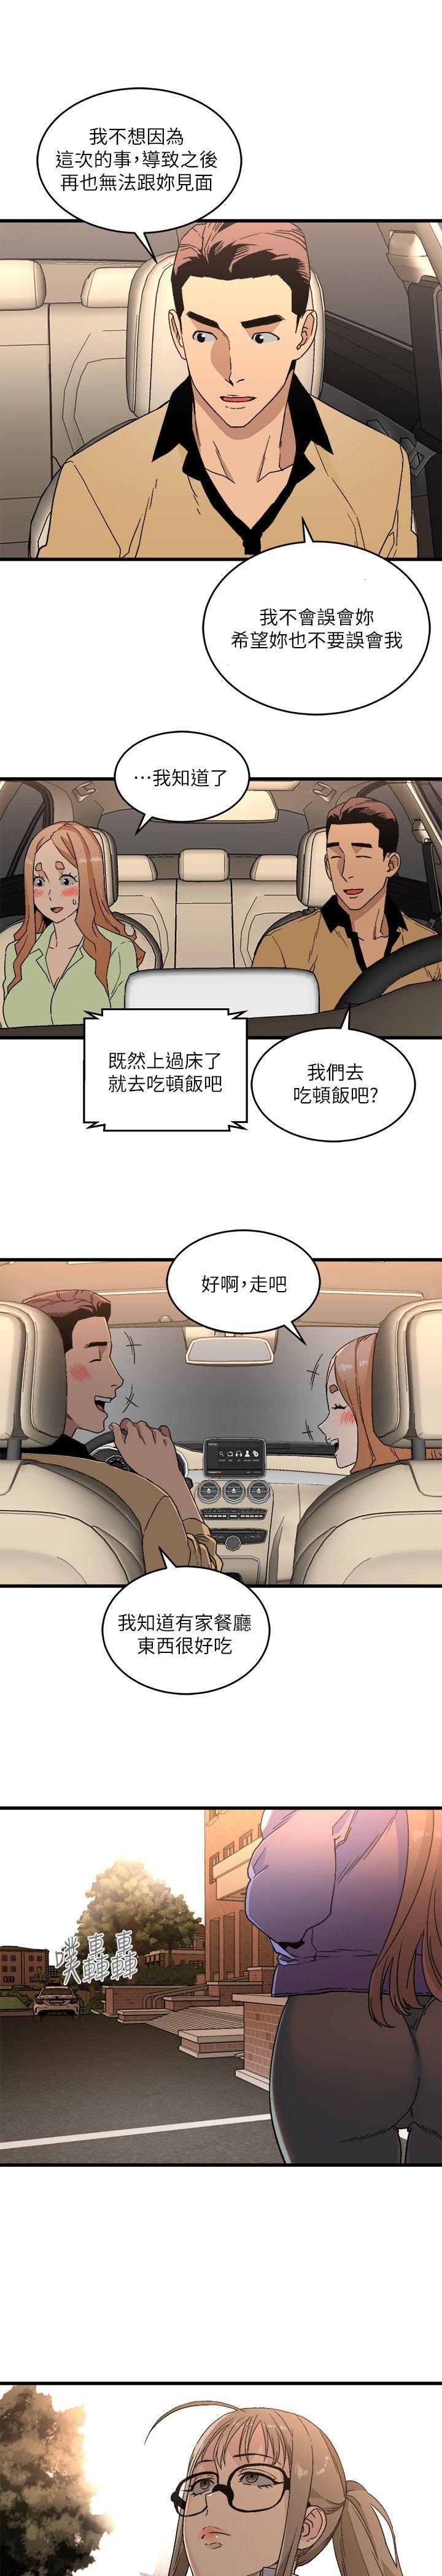 我不想因為
這次的事，導致之後
再也無法跟妳見面
我不會誤會妳
希望妳也不要誤會我
…我知道了
既然上過床了
就去吃頓飯吧
我們去
吃頓飯吧?
好啊，走吧
我知道有家餐廳
東西很好吃
噗轟轟